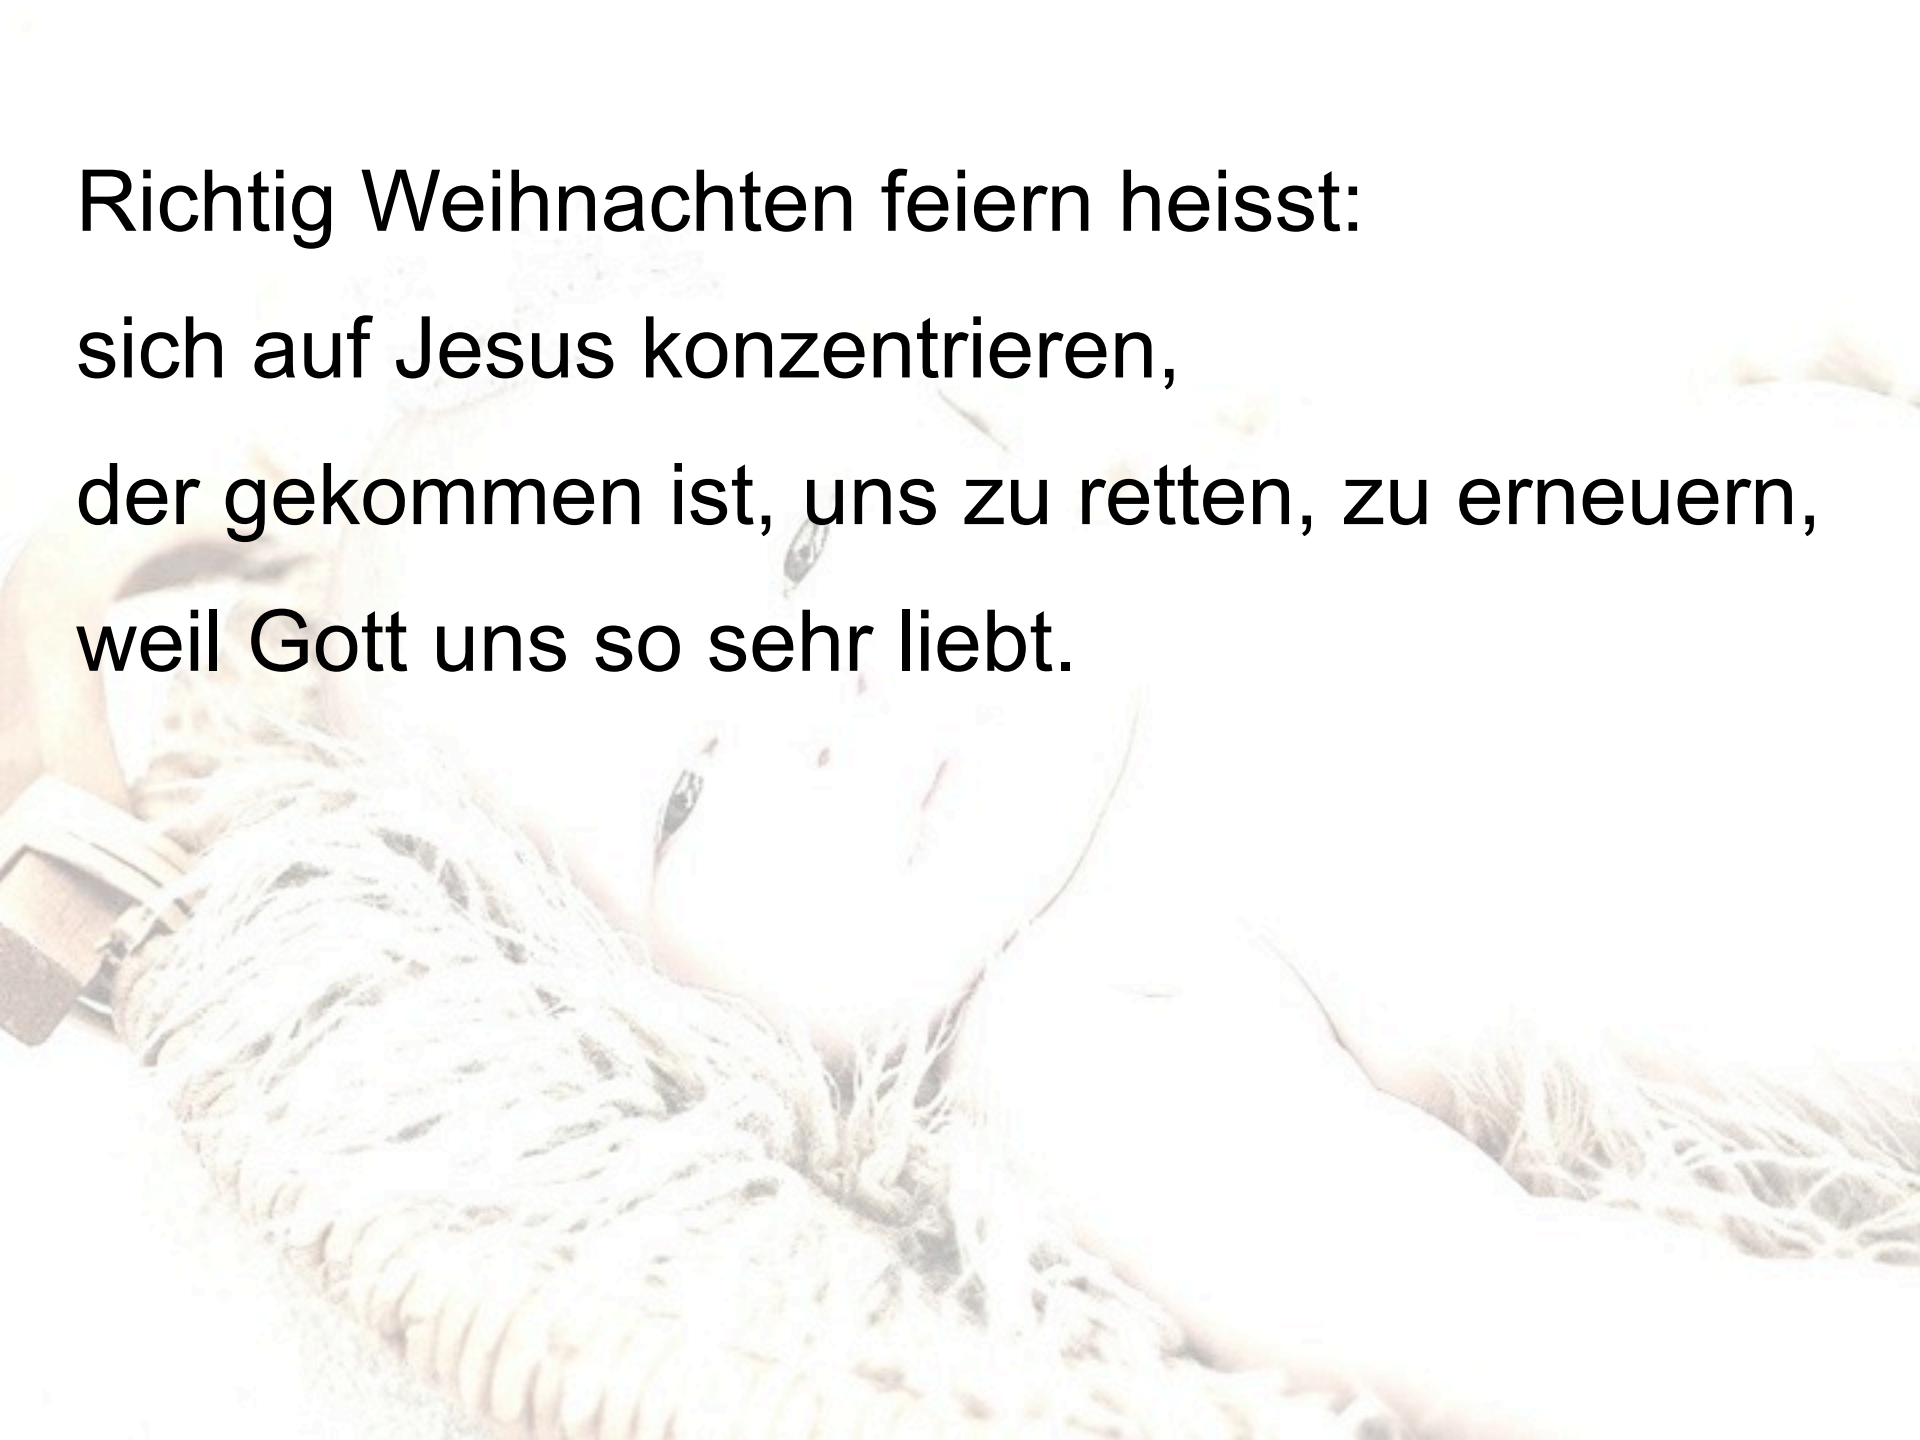 Richtig Weihnachten feiern heisst:
sich auf Jesus konzentrieren,
der gekommen ist, uns zu retten, zu erneuern,
weil Gott uns so sehr liebt.